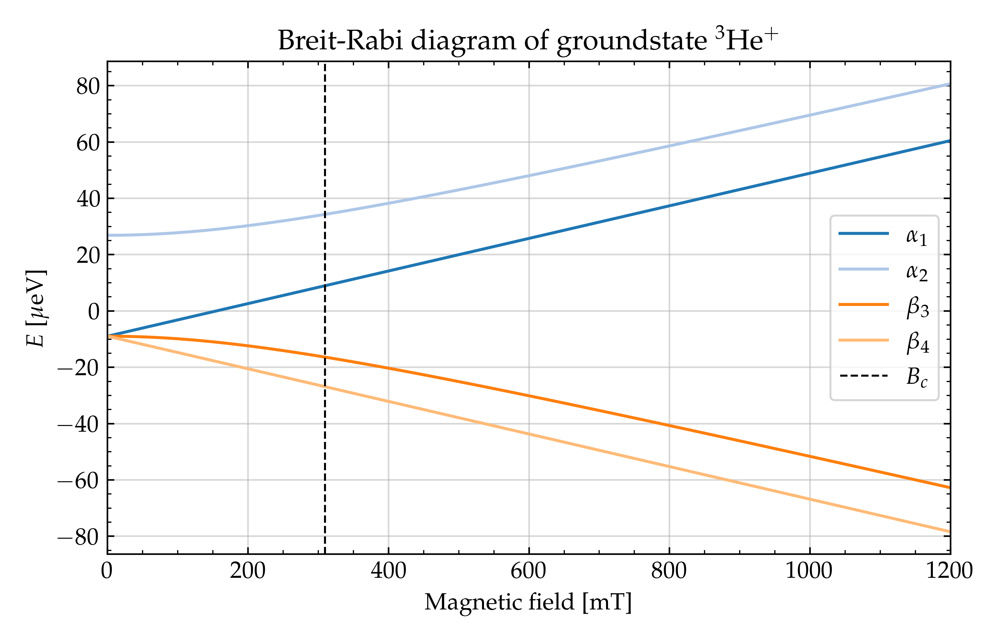 Breit-Rabi diagram of groundstate ³He⁺
80
60
40
20
0
−20
−40
−60
−80
E [μeV]
α₁
α₂
β₃
β₄
B_c
0 200 400 600 800 1000 1200
Magnetic field [mT]